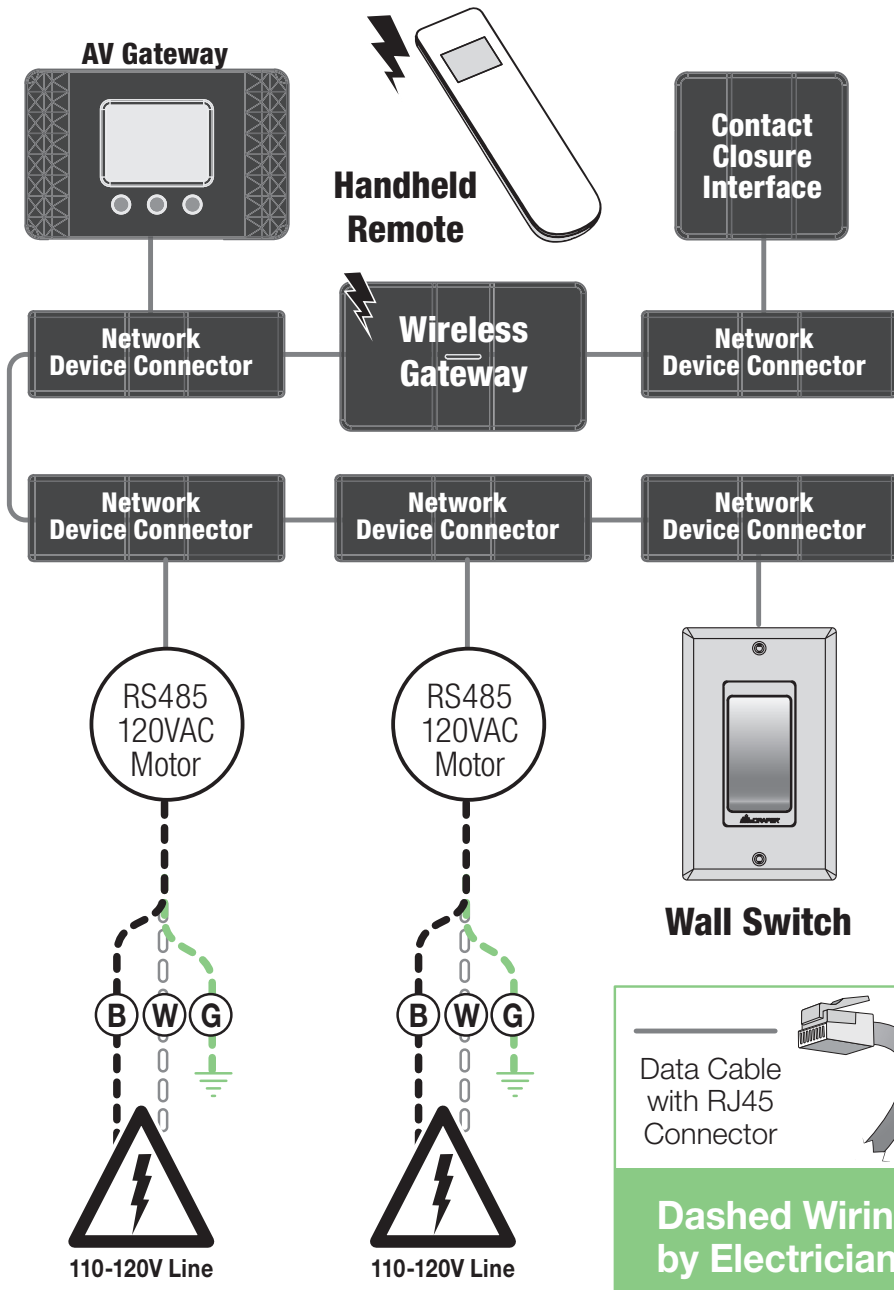 AV Gateway
Handheld
Remote
Contact
Closure
Interface
Network
Device Connector
Wireless
Gateway
Network
Device Connector
Network
Device Connector
Network
Device Connector
Network
Device Connector
RS485
120VAC
Motor
RS485
120VAC
Motor
DRAPER
Wall Switch
B W G
B W G
110-120V Line
110-120V Line
Data Cable
with RJ45
Connector
Dashed Wirin
by Electrician